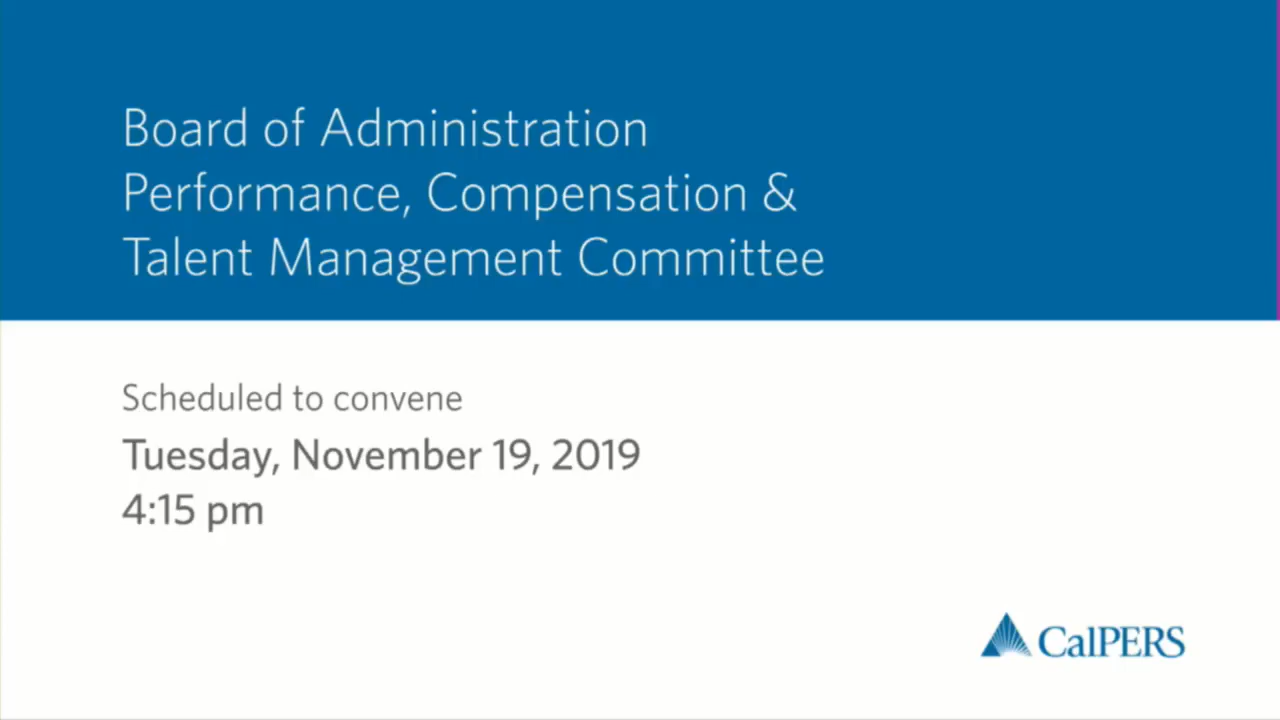 Board of Administration
Performance, Compensation &
Talent Management Committee
Scheduled to convene
Tuesday, November 19, 2019
4:15 pm
CalPERS